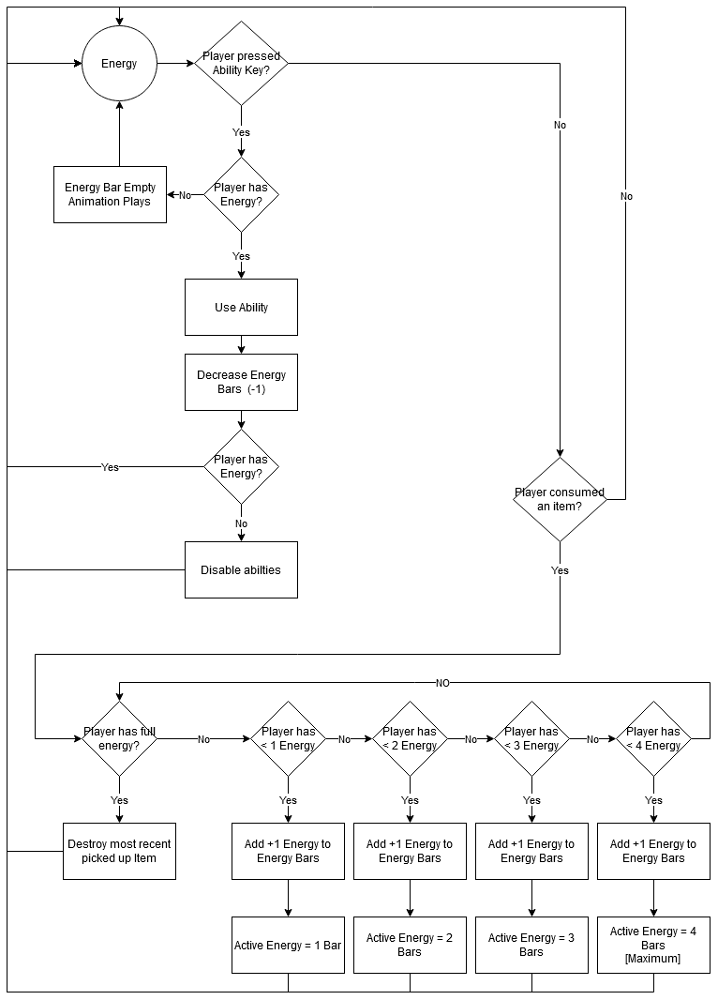 Energy
Player pressed
Ability Key?
No
No
Yes
Energy Bar Empty
Animation Plays
No
Player has
Energy?
Yes
Use Ability
Decrease Energy
Bars (-1)
Player has
Energy?
Yes
Player consumed
an item?
No
Disable abilties
Yes
NO
Player has full
energy?
No
Player has
< 1 Energy
No
Player has
< 2 Energy
No
Player has
< 3 Energy
No
Player has
< 4 Energy
Yes
Yes
Yes
Yes
Yes
Destroy most recent
picked up Item
Add +1 Energy to
Energy Bars
Add +1 Energy to
Energy Bars
Add +1 Energy to
Energy Bars
Add +1 Energy to
Energy Bars
Active Energy = 1 Bar
Active Energy = 2
Bars
Active Energy = 3
Bars
Active Energy = 4
Bars
[Maximum]